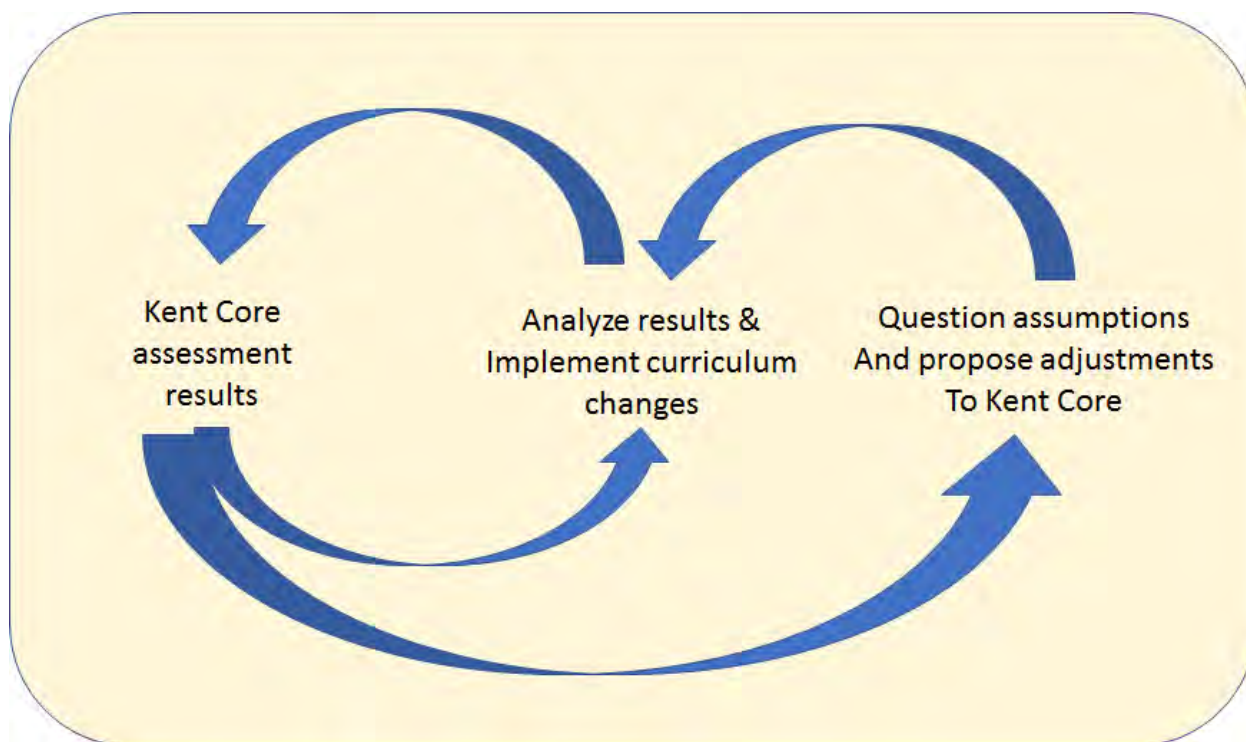 Kent Core
assessment
results
Analyze results &
Implement curriculum
changes
Question assumptions
And propose adjustments
To Kent Core